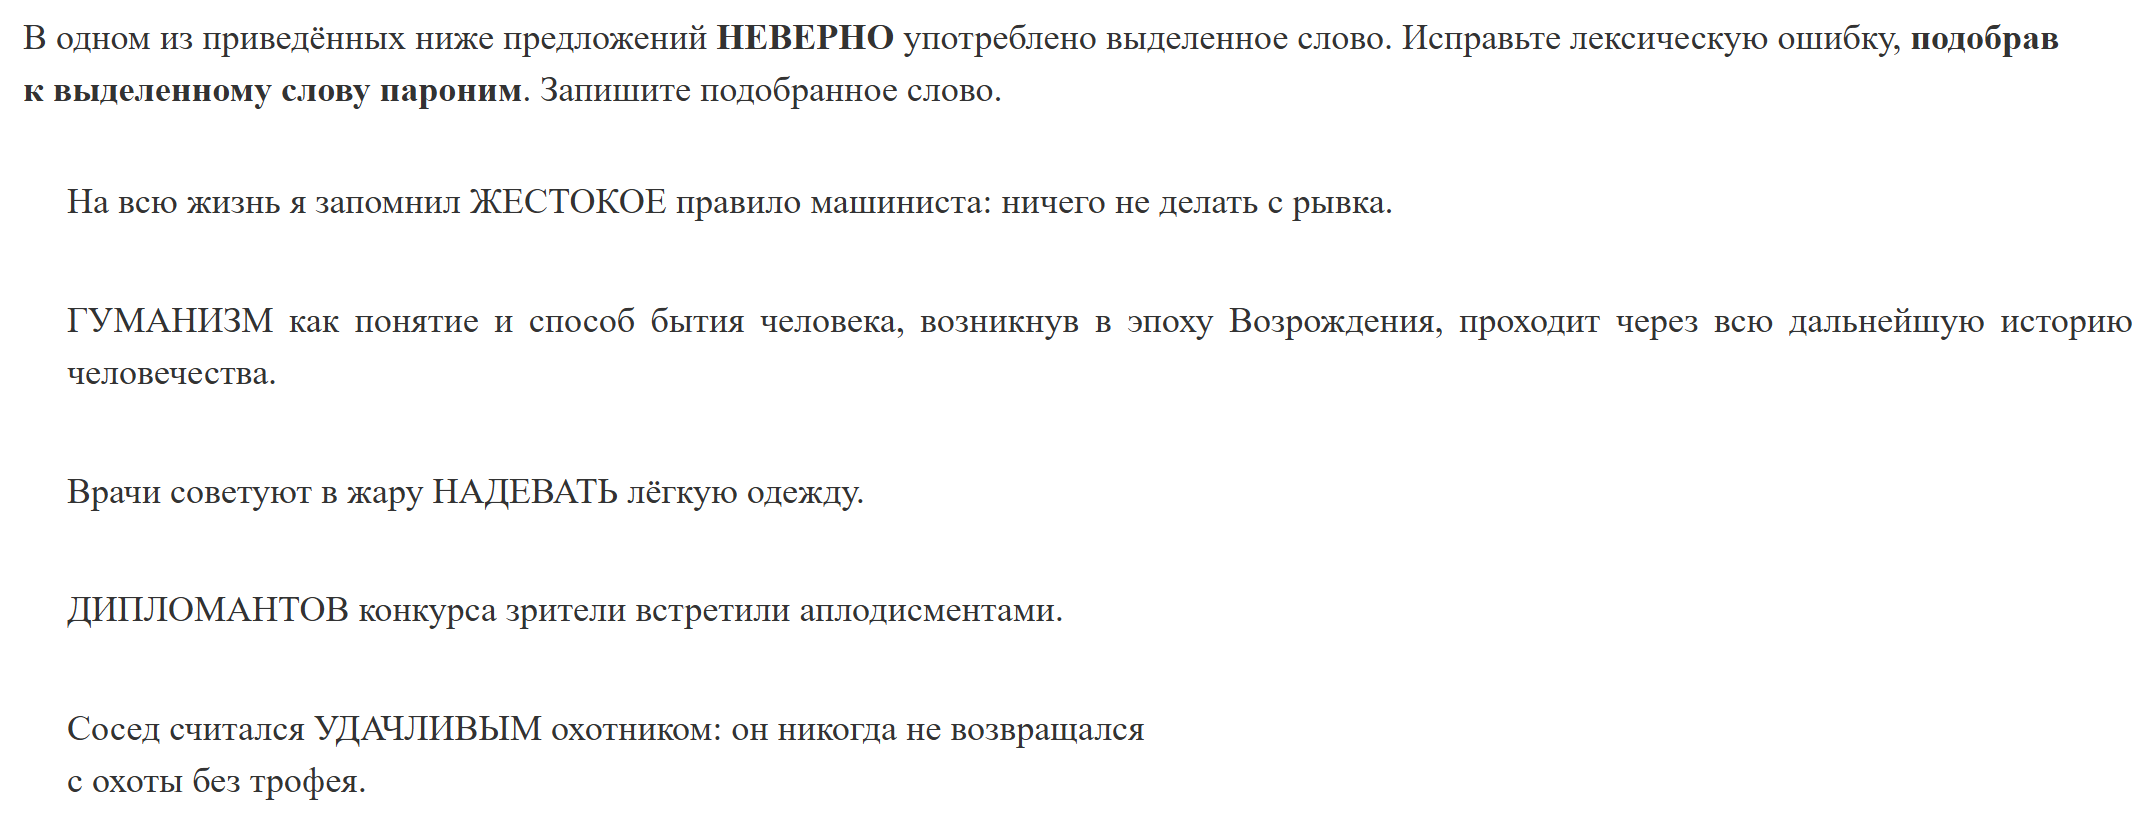 В одном из приведённых ниже предложений НЕВЕРНО употреблено выделенное слово. Исправьте лексическую ошибку, подобрав
к выделенному слову пароним. Запишите подобранное слово.
На всю жизнь я запомнил ЖЕСТОКОЕ правило машиниста: ничего не делать с рывка.
ГУМАНИЗМ как понятие и способ бытия человека, возникнув в эпоху Возрождения, проходит через всю дальнейшую историю
человечества.
Врачи советуют в жару НАДЕВАТЬ лёгкую одежду.
ДИПЛОМАНТОВ конкурса зрители встретили аплодисментами.
Сосед считался УДАЧЛИВЫМ охотником: он никогда не возвращался
с охоты без трофея.